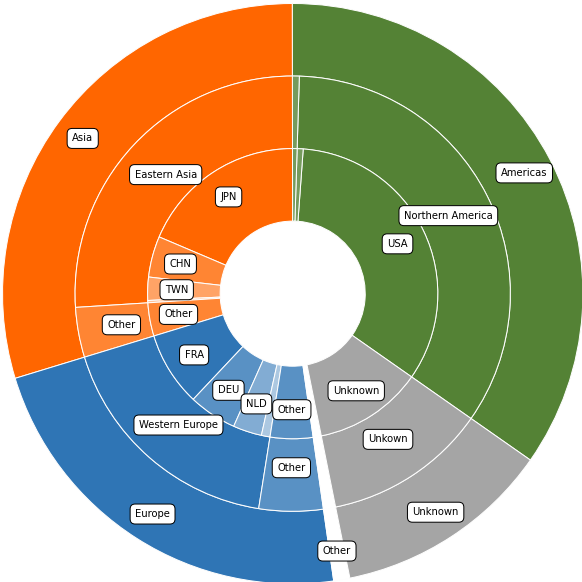 Asia
Americas
Eastern Asia
JPN
Northern America
USA
CHN
TWN
Other
Other
FRA
DEU
NLD
Unknown
Other
Western Europe
Unkown
Other
Europe
Unknown
Other